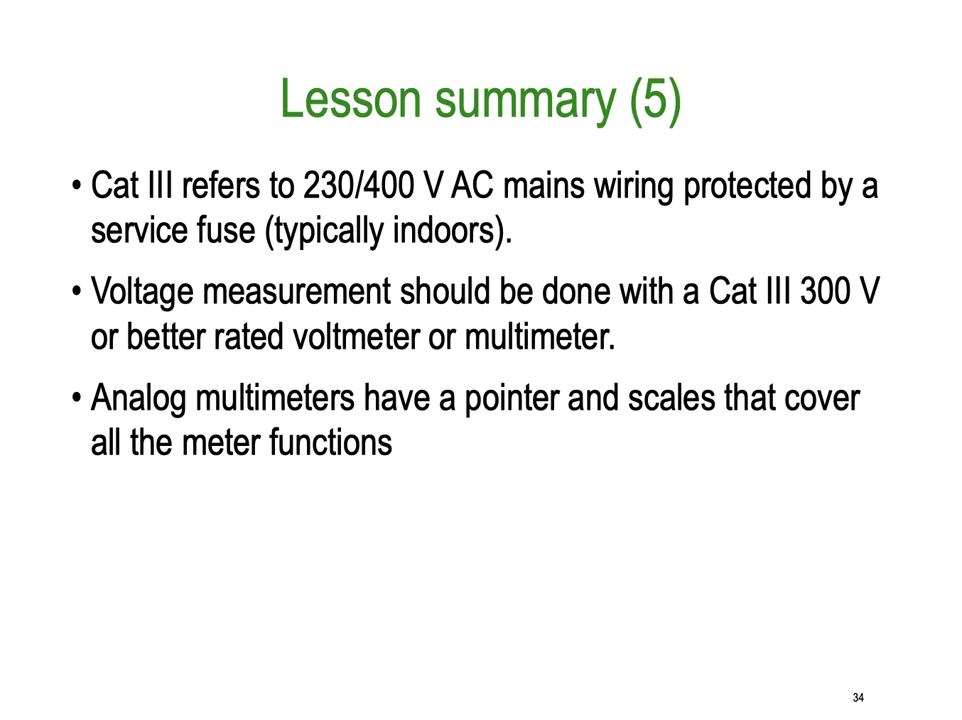 Lesson summary (5)
• Cat III refers to 230/400 V AC mains wiring protected by a
service fuse (typically indoors).
• Voltage measurement should be done with a Cat III 300 V
or better rated voltmeter or multimeter.
• Analog multimeters have a pointer and scales that cover
all the meter functions
34